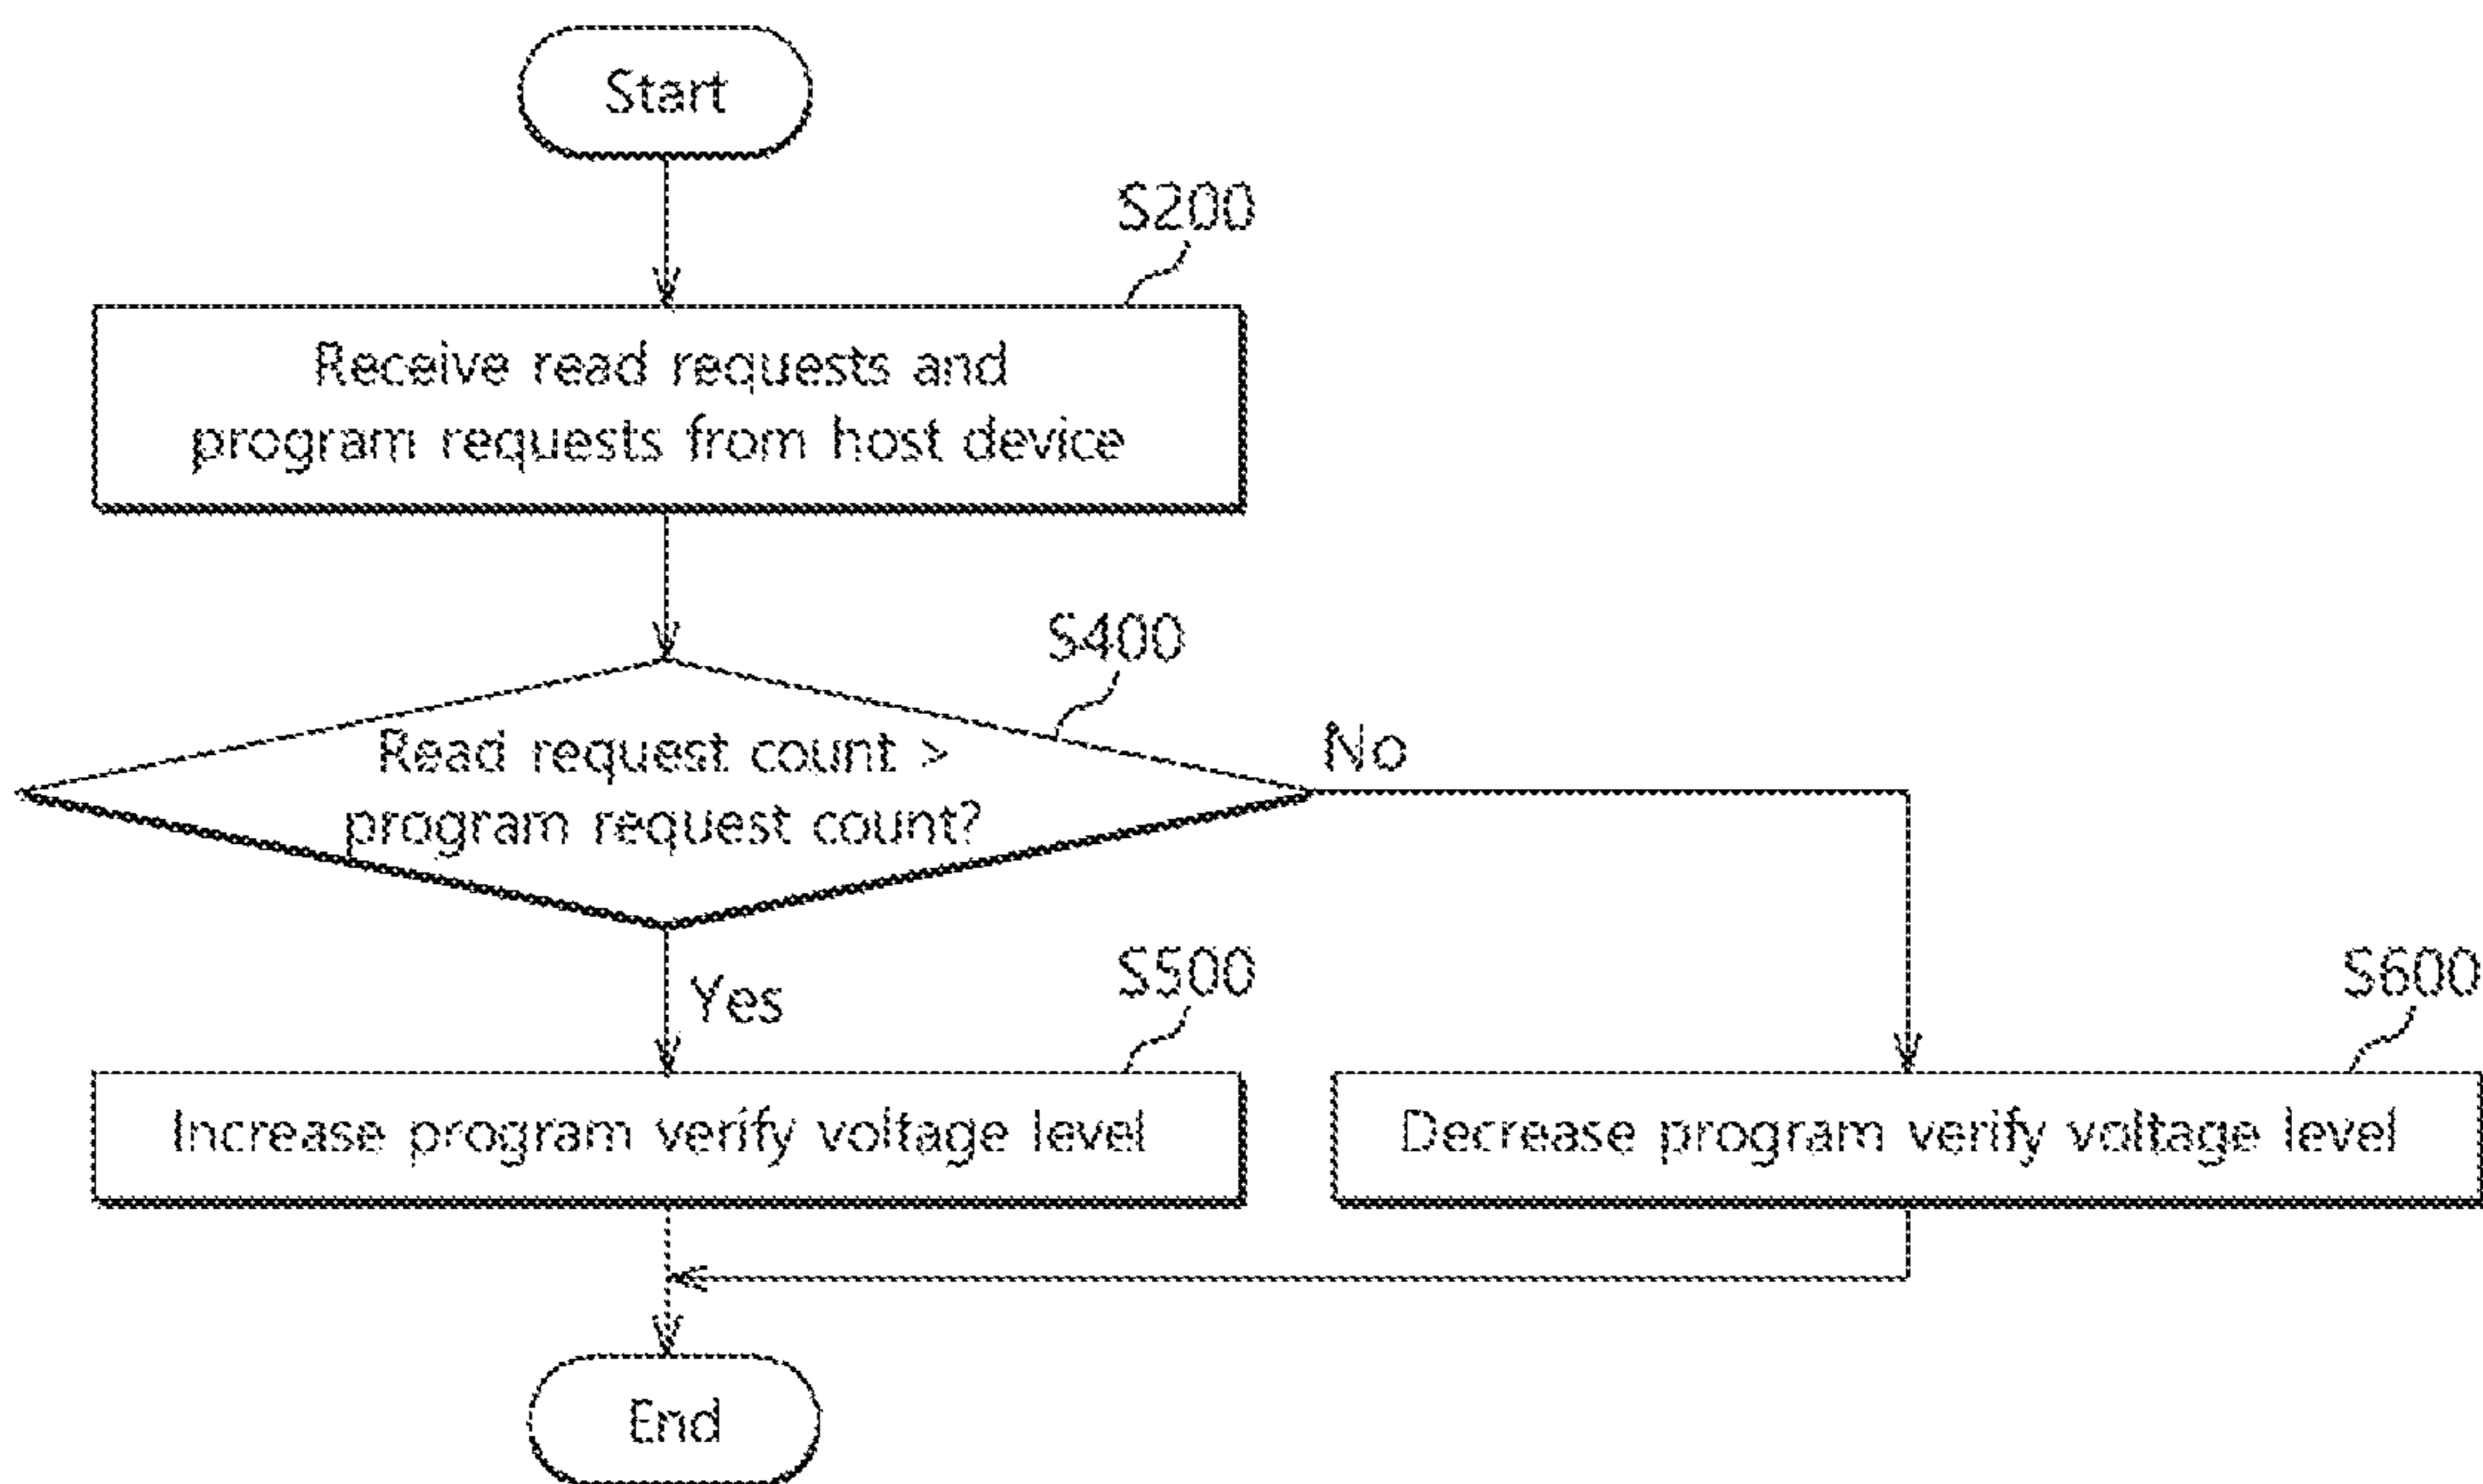 Start
S200
Receive read requests and
program requests from host device
S400
Read request count >
program request count?
No
Yes
S500
S600
Increase program verify voltage level
Decrease program verify voltage level
End